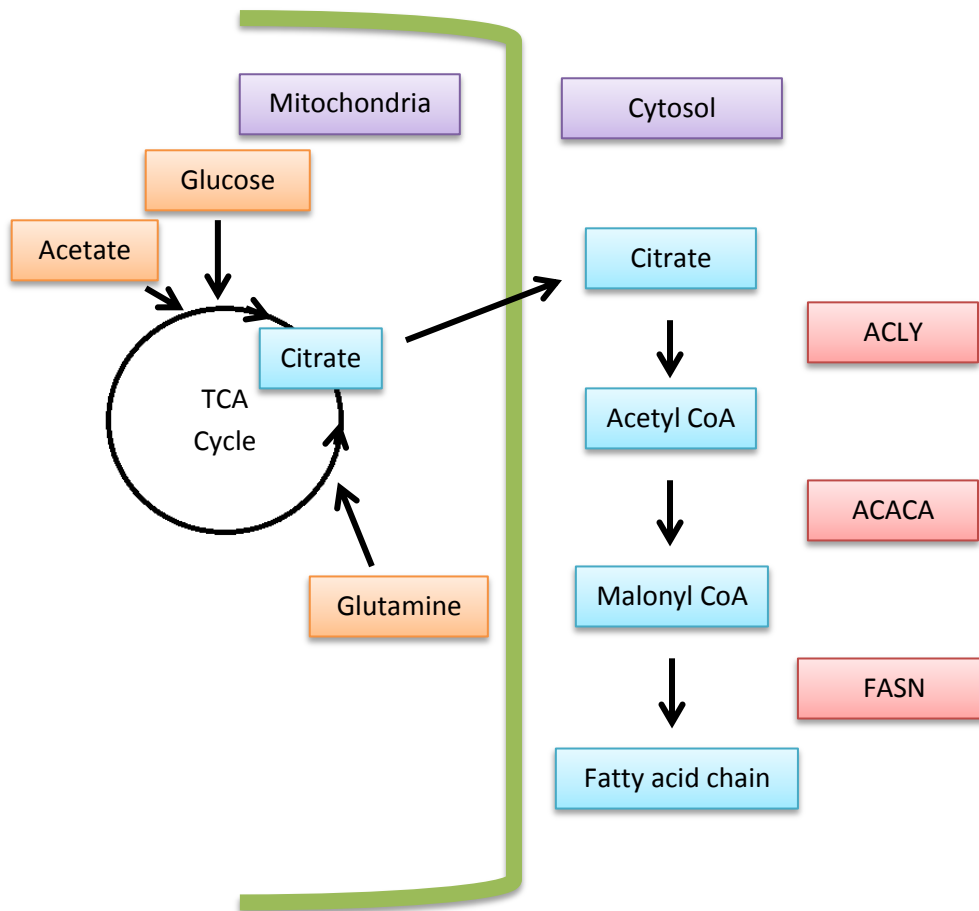 Mitochondria
Cytosol
Glucose
Acetate
Citrate
Citrate
ACLY
TCA
Cycle
Acetyl CoA
ACACA
Malonyl CoA
Glutamine
FASN
Fatty acid chain